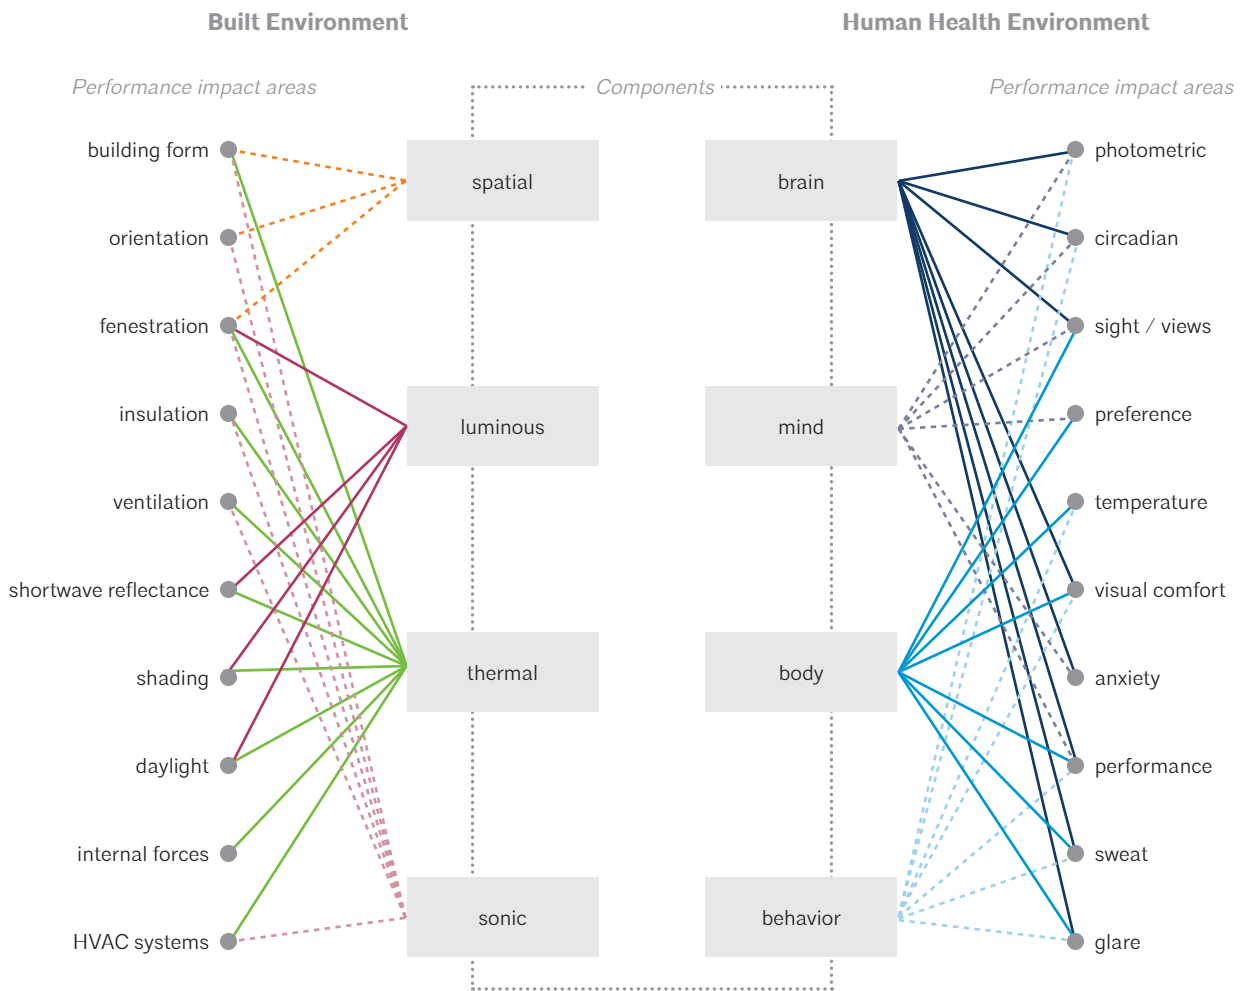 Built Environment
Human Health Environment
Performance impact areas
Components
Performance impact areas
building form
orientation
fenestration
insulation
ventilation
shortwave reflectance
shading
daylight
internal forces
HVAC systems
spatial
luminous
thermal
sonic
brain
mind
body
behavior
photometric
circadian
sight / views
preference
temperature
visual comfort
anxiety
performance
sweat
glare